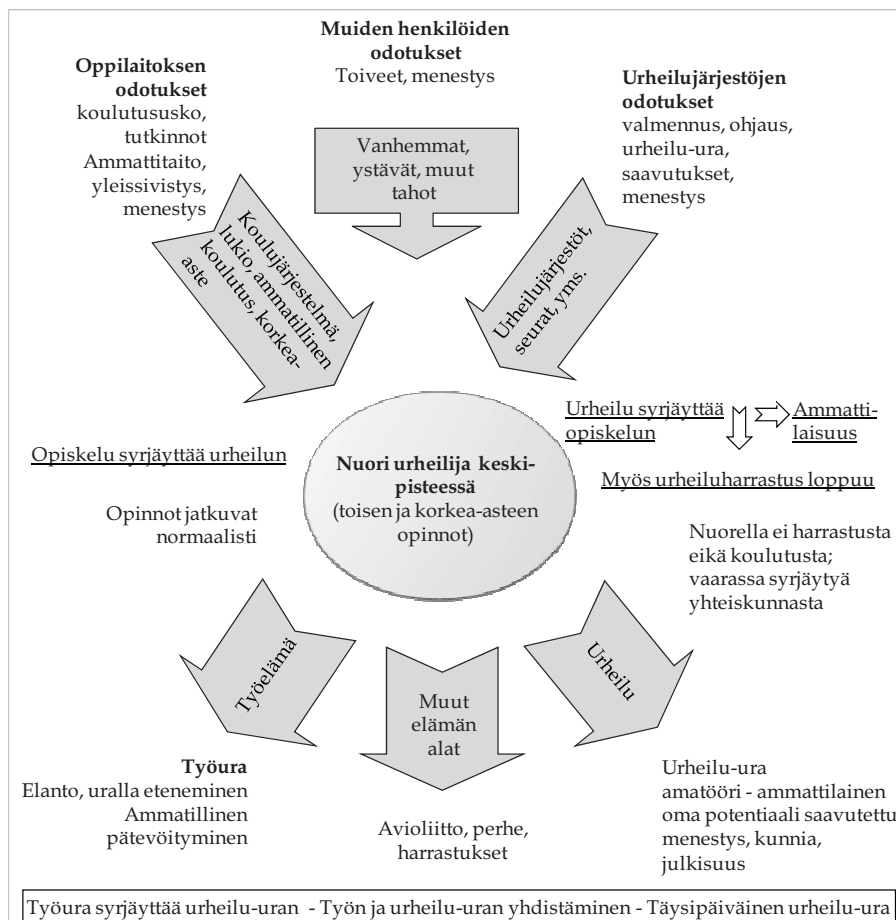 Muiden henkilöiden
odotukset
Toiveet, menestys
Oppilaitoksen
odotukset
koulutususko,
tutkinnot
Ammattitaito,
yleissivistys,
menestys
Urheilujärjestöjen
odotukset
valmennus, ohjaus,
urheilu-ura,
saavutukset,
menestys
Vanhemmat,
ystävät, muut
tahot
Koulujärjestelmä,
lukio, ammatillinen
koulutus, korkea-
aste
Urheilujärjestöt,
seurat, yms.
Opiskelu syrjäyttää urheilun
Opinnot jatkuvat
normaalisti
Nuori urheilija keski-
pisteessä
(toisen ja korkea-asteen
opinnot)
Urheilu syrjäyttää
opiskelun
Ammatti-
laisuus
Myös urheiluharrastus loppuu
Nuorella ei harrastusta
eikä koulutusta;
vaarassa syrjäytyä
yhteiskunnasta
Työelämä
Muut
elämän
alat
Urheilu
Työura
Elanto, uralla eteneminen
Ammatillinen
pätevöityminen
Avioliitto, perhe,
harrastukset
Urheilu-ura
amatööri - ammattilainen
oma potentiaali saavutettu
menestys, kunnia,
julkisuus
Työura syrjäyttää urheilu-uran - Työn ja urheilu-uran yhdistäminen - Täysipäiväinen urheilu-ura